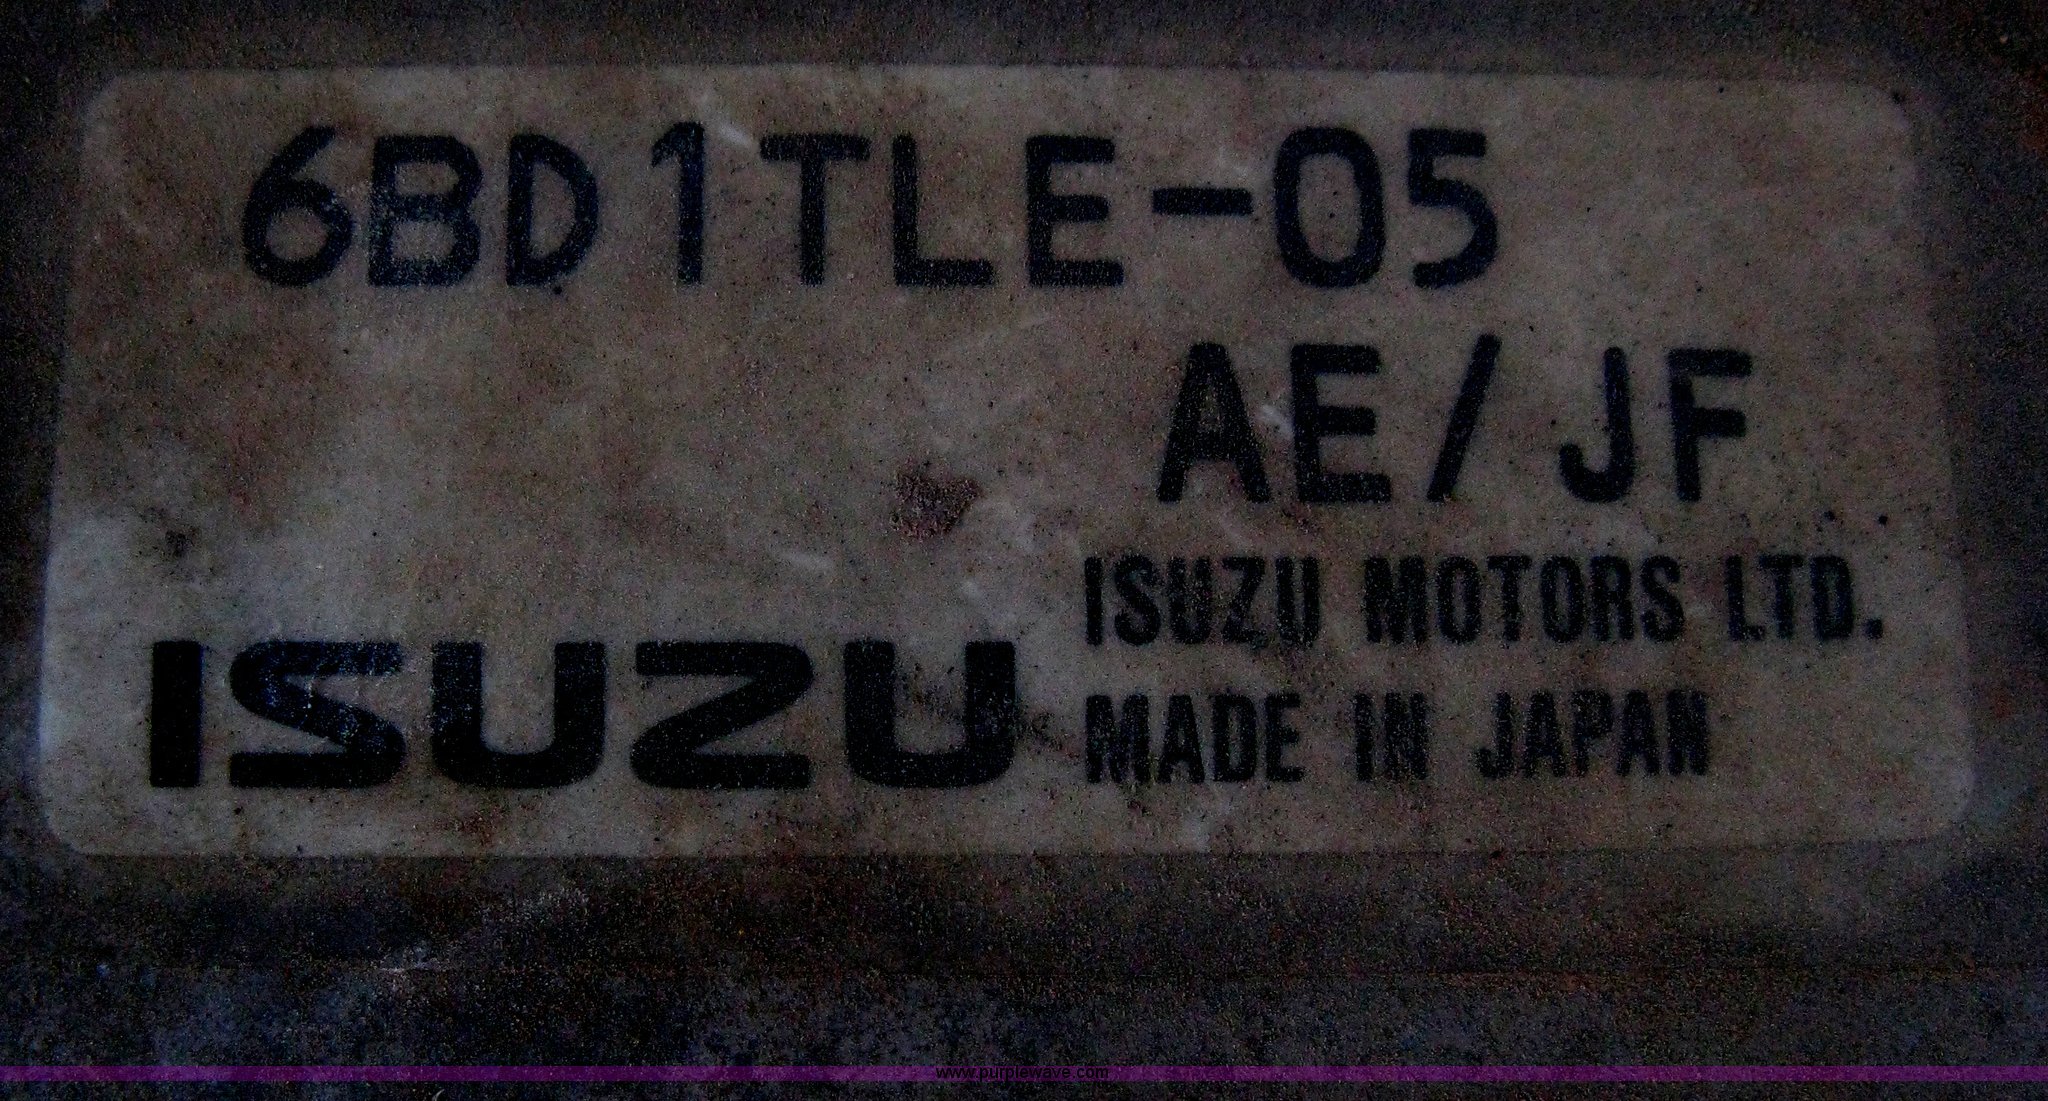 6BD1TLE-05
AE/JF
ISUZU MOTORS LTD.
ISUZU
MADE IN JAPAN
www.purplewave.com